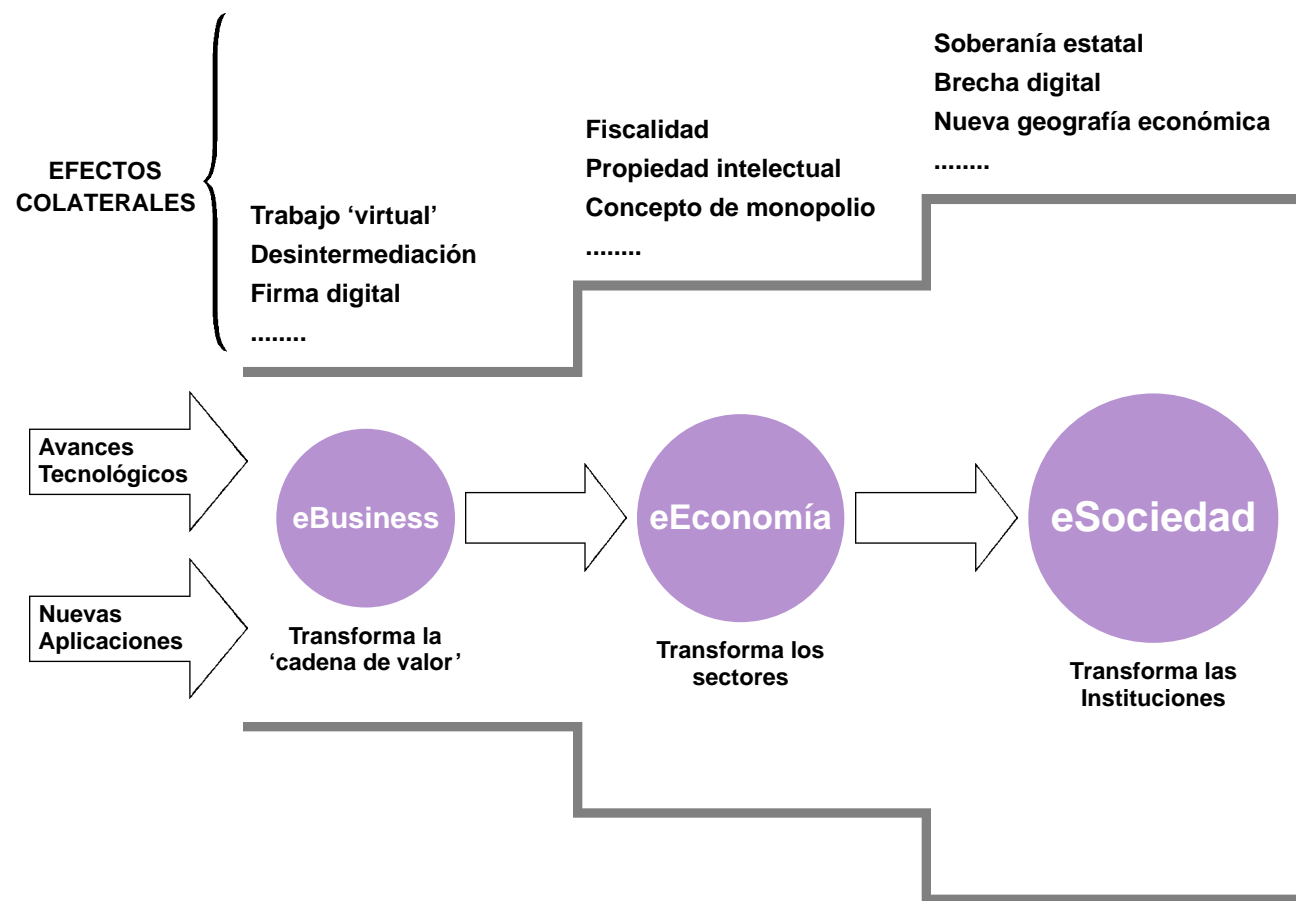 EFECTOS
COLATERALES
Trabajo ‘virtual’
Desintermediación
Firma digital
........
Fiscalidad
Propiedad intelectual
Concepto de monopolio
........
Soberanía estatal
Brecha digital
Nueva geografía económica
........
Avances
Tecnológicos
Nuevas
Aplicaciones
eBusiness
Transforma la
‘cadena de valor’
eEconomía
Transforma los
sectores
eSociedad
Transforma las
Instituciones